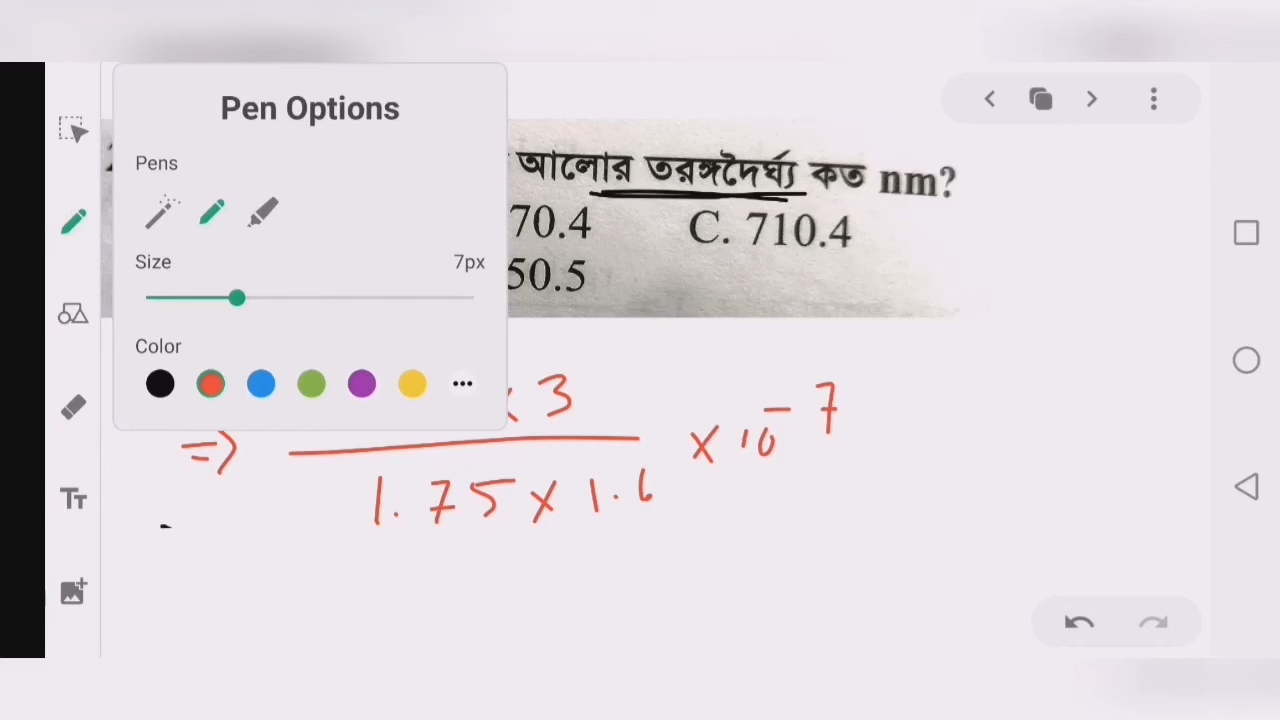 Pen Options
Pens
আলোর তরঙ্গদৈর্ঘ্য কত nm?
70.4 C. 710.4
Size 7px
50.5
Color
x 3
=> x 10^-7
1.75 x 1.6
Tт